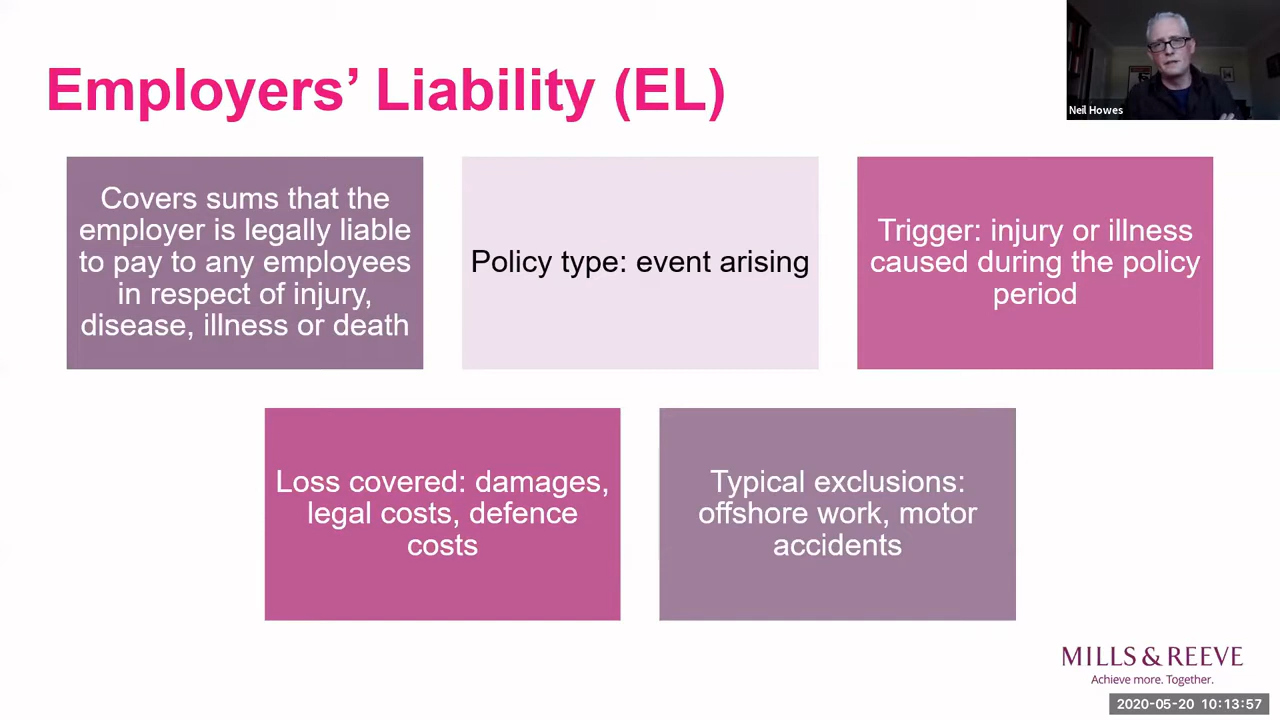 Employers’ Liability (EL)
Neil Howes
Covers sums that the
employer is legally liable
to pay to any employees
in respect of injury,
disease, illness or death
Policy type: event arising
Trigger: injury or illness
caused during the policy
period
Loss covered: damages,
legal costs, defence
costs
Typical exclusions:
offshore work, motor
accidents
MILLS & REEVE
Achieve more. Together.
2020-05-20 10:13:57